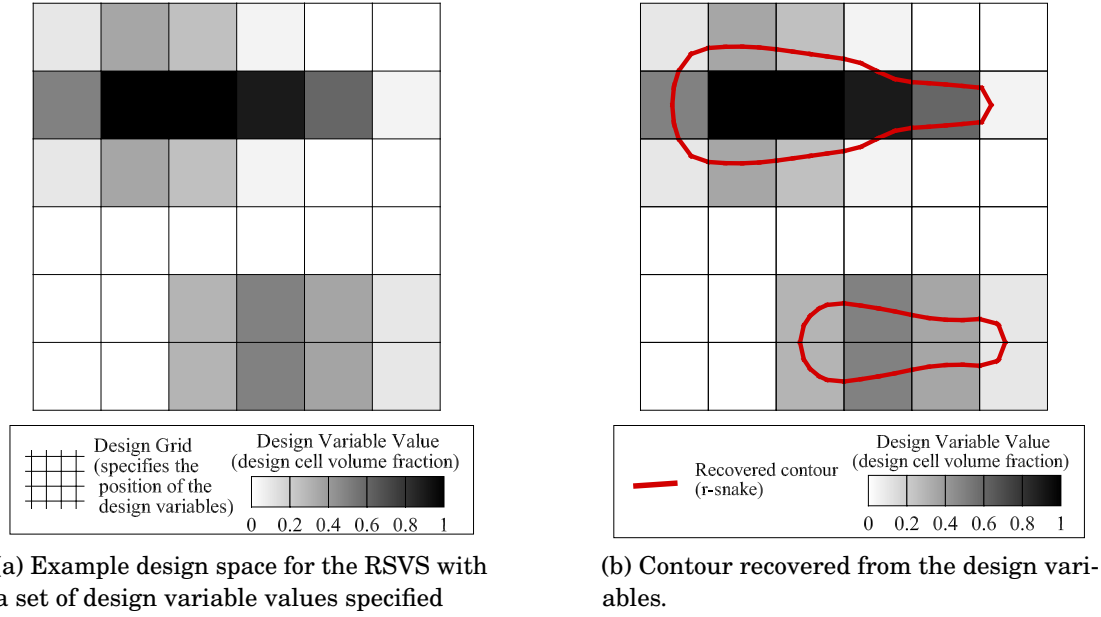 Design Grid
(specifies the
position of the
design variables)
Design Variable Value
(design cell volume fraction)
0 0.2 0.4 0.6 0.8 1
Recovered contour
(r-snake)
Design Variable Value
(design cell volume fraction)
0 0.2 0.4 0.6 0.8 1
(a) Example design space for the RSVS with
a set of design variable values specified
(b) Contour recovered from the design vari-
ables.